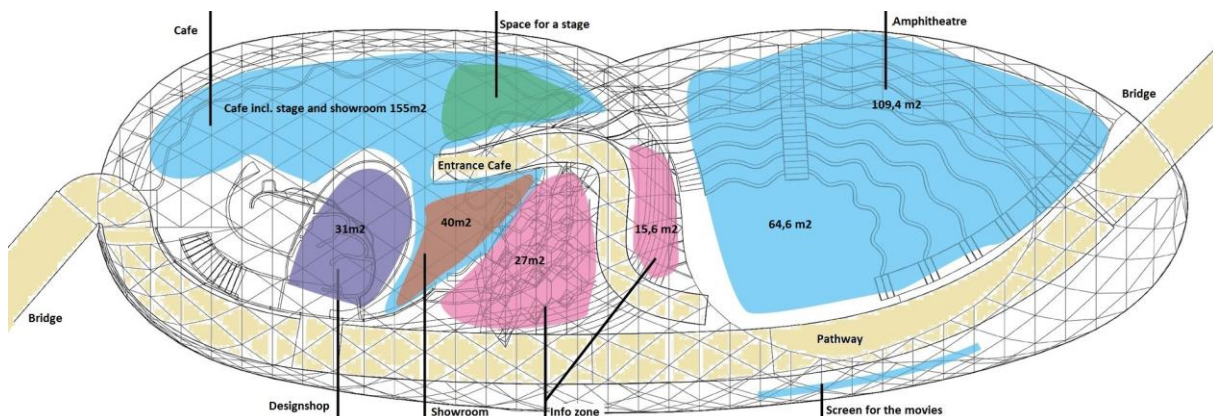 Cafe
Space for a stage
Amphitheatre
Cafe incl. stage and showroom 155m2
109,4 m2
Bridge
Entrance Cafe
31m2
40m2
15,6 m2
64,6 m2
27m2
Bridge
Pathway
Designshop
Showroom
Info zone
Screen for the movies